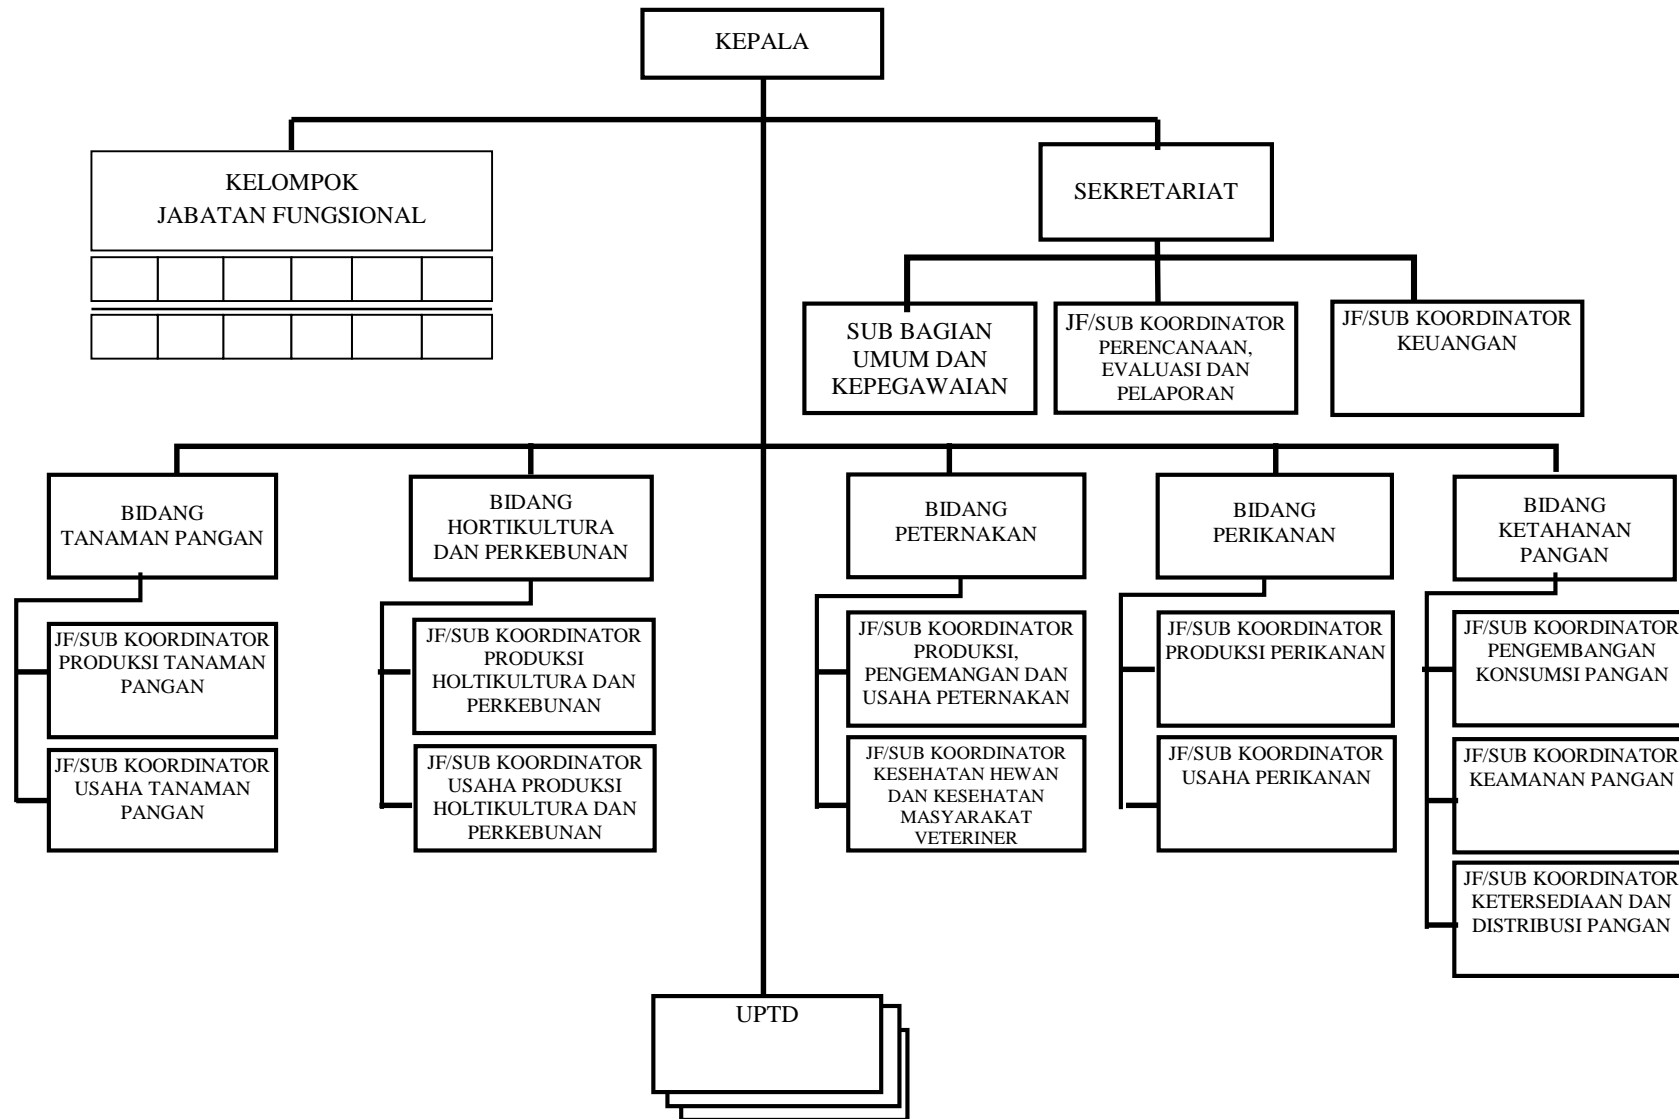 KEPALA
KELOMPOK
JABATAN FUNGSIONAL
SEKRETARIAT
SUB BAGIAN
UMUM DAN
KEPEGAWAIAN
JF/SUB KOORDINATOR
PERENCANAAN,
EVALUASI DAN
PELAPORAN
JF/SUB KOORDINATOR
KEUANGAN
BIDANG
TANAMAN PANGAN
BIDANG
HORTIKULTURA
DAN PERKEBUNAN
BIDANG
PETERNAKAN
BIDANG
PERIKANAN
BIDANG
KETAHANAN
PANGAN
JF/SUB KOORDINATOR
PRODUKSI TANAMAN
PANGAN
JF/SUB KOORDINATOR
PRODUKSI
HOLTIKULTURA DAN
PERKEBUNAN
JF/SUB KOORDINATOR
PRODUKSI,
PENGEMANGAN DAN
USAHA PETERNAKAN
JF/SUB KOORDINATOR
PRODUKSI PERIKANAN
JF/SUB KOORDINATOR
PENGEMBANGAN
KONSUMSI PANGAN
JF/SUB KOORDINATOR
USAHA TANAMAN
PANGAN
JF/SUB KOORDINATOR
USAHA PRODUKSI
HOLTIKULTURA DAN
PERKEBUNAN
JF/SUB KOORDINATOR
KESEHATAN HEWAN
DAN KESEHATAN
MASYARAKAT
VETERINER
JF/SUB KOORDINATOR
USAHA PERIKANAN
JF/SUB KOORDINATOR
KEAMANAN PANGAN
JF/SUB KOORDINATOR
KETERSEDIAAN DAN
DISTRIBUSI PANGAN
UPTD